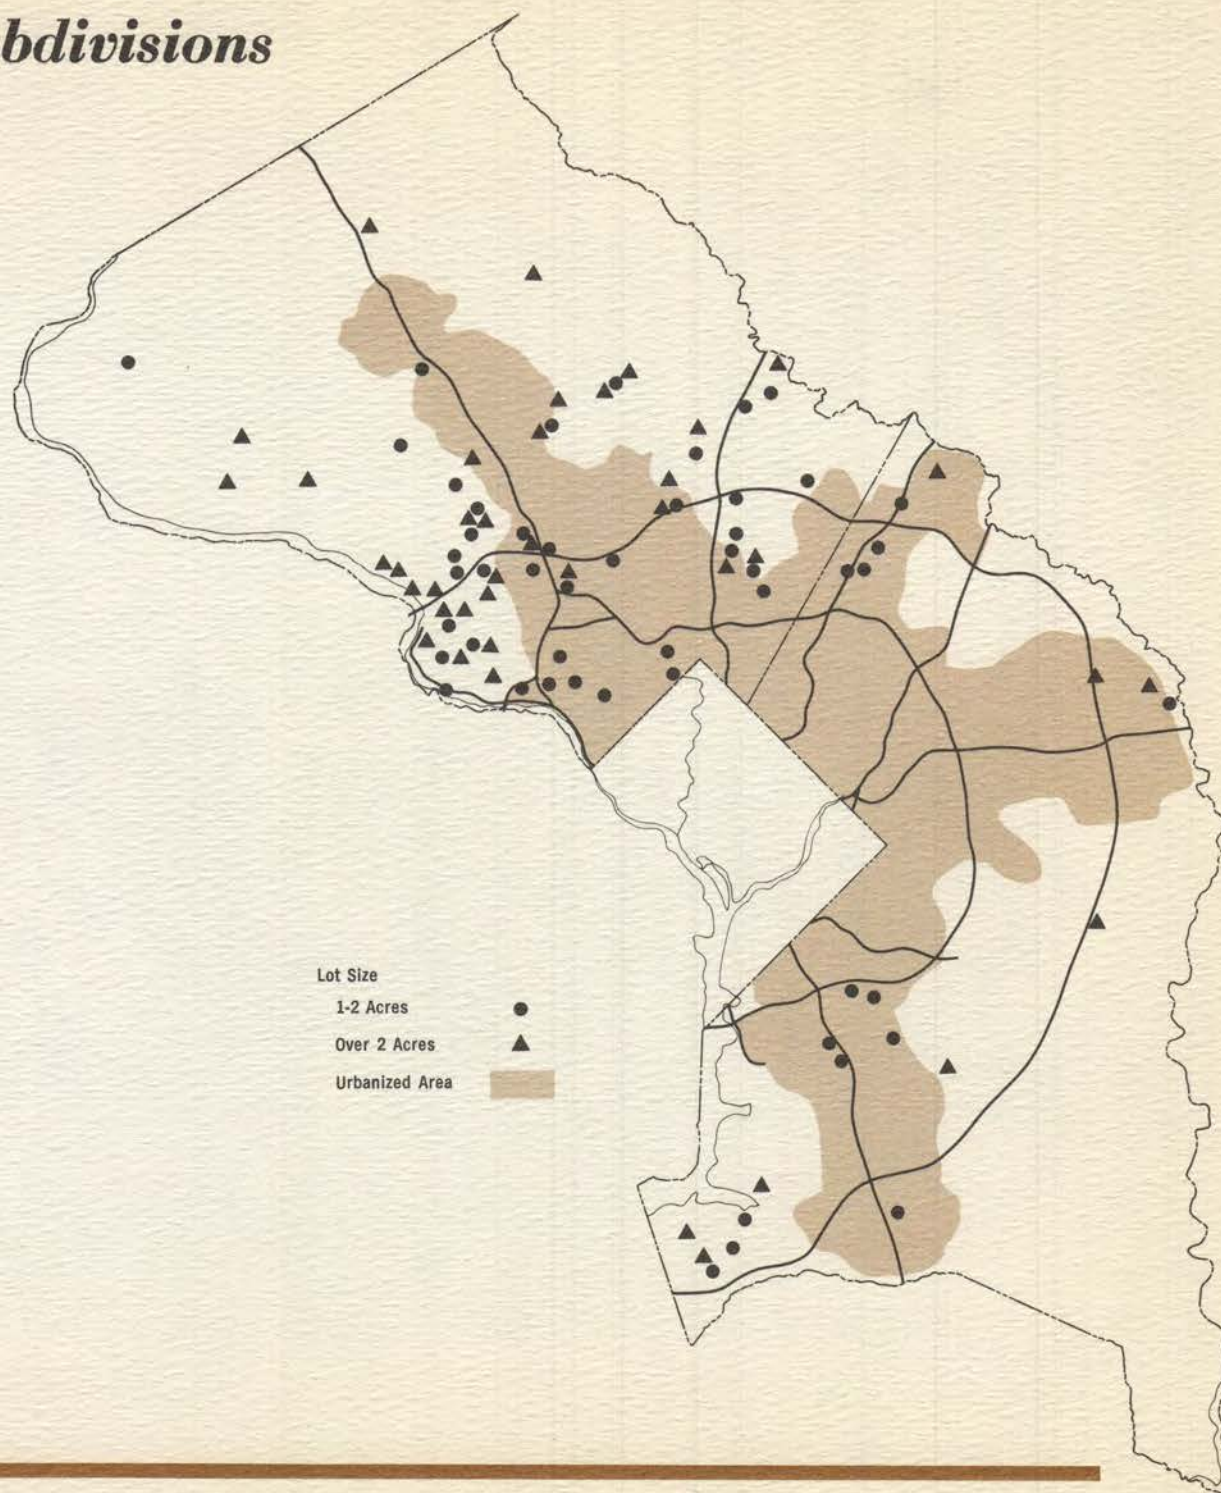 bdivisions
Lot Size
1-2 Acres
Over 2 Acres
Urbanized Area